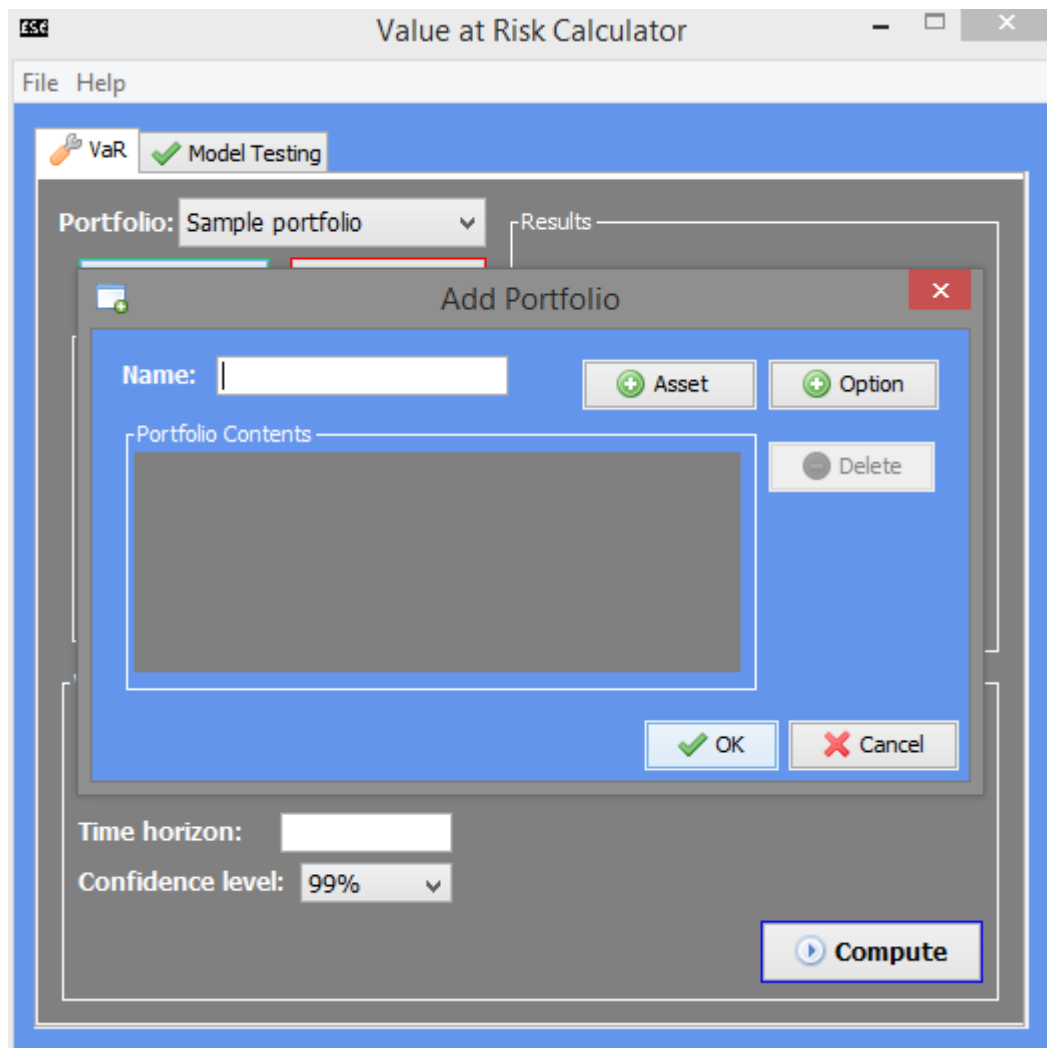 ESG
Value at Risk Calculator
File Help
VaR Model Testing
Portfolio: Sample portfolio
Results
Add Portfolio
Name:
Asset Option
Portfolio Contents
Delete
OK Cancel
Time horizon:
Confidence level: 99%
Compute